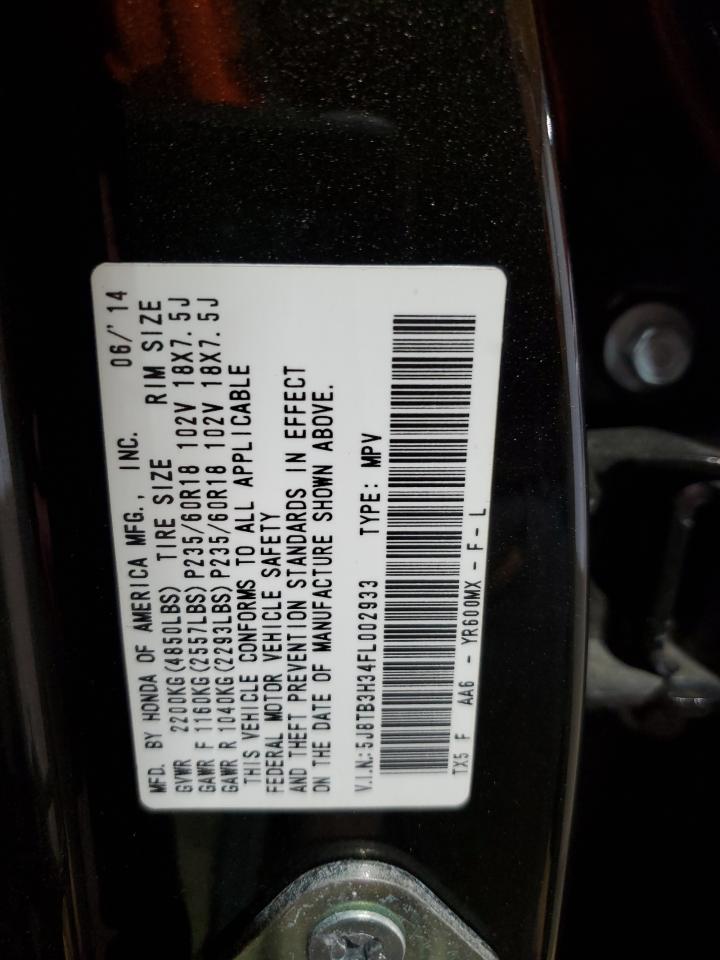 MFD. BY HONDA OF AMERICA MFG., INC. 06/'14
GVWR 2200KG(4850LBS) TIRE SIZE RIM SIZE
GAWR F 1160KG(2557LBS)P235/60R18 102V 18X7.5J
GAWR R 1040KG(2293LBS)P235/60R18 102V 18X7.5J
THIS VEHICLE CONFORMS TO ALL APPLICABLE
FEDERAL MOTOR VEHICLE SAFETY
AND THEFT PREVENTION STANDARDS IN EFFECT
ON THE DATE OF MANUFACTURE SHOWN ABOVE.
V.I.N.: 5J8TB3H34FL002933 TYPE: MPV
TX5 F AA6 - YR600MX - F - L